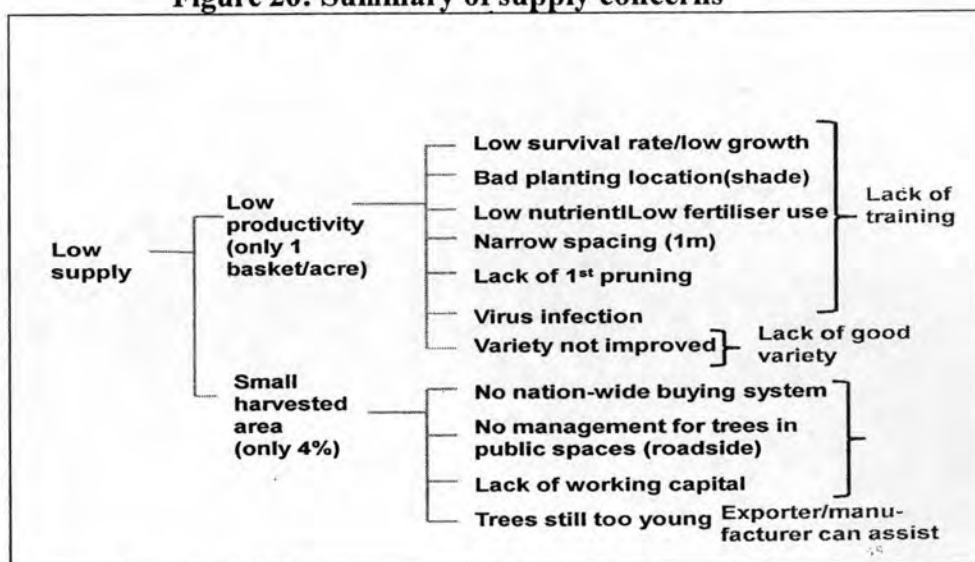 Figure 20: Summary of supply concerns
Low
supply
Low
productivity
(only 1
basket/acre)
Low survival rate/low growth
Bad planting location(shade)
Low nutrientlLow fertiliser use
Narrow spacing (1m)
Lack of 1st pruning
Virus infection
Lack of
training
Variety not improved
Lack of good
variety
Small
harvested
area
(only 4%)
No nation-wide buying system
No management for trees in
public spaces (roadside)
Lack of working capital
Trees still too young
Exporter/manu-
facturer can assist